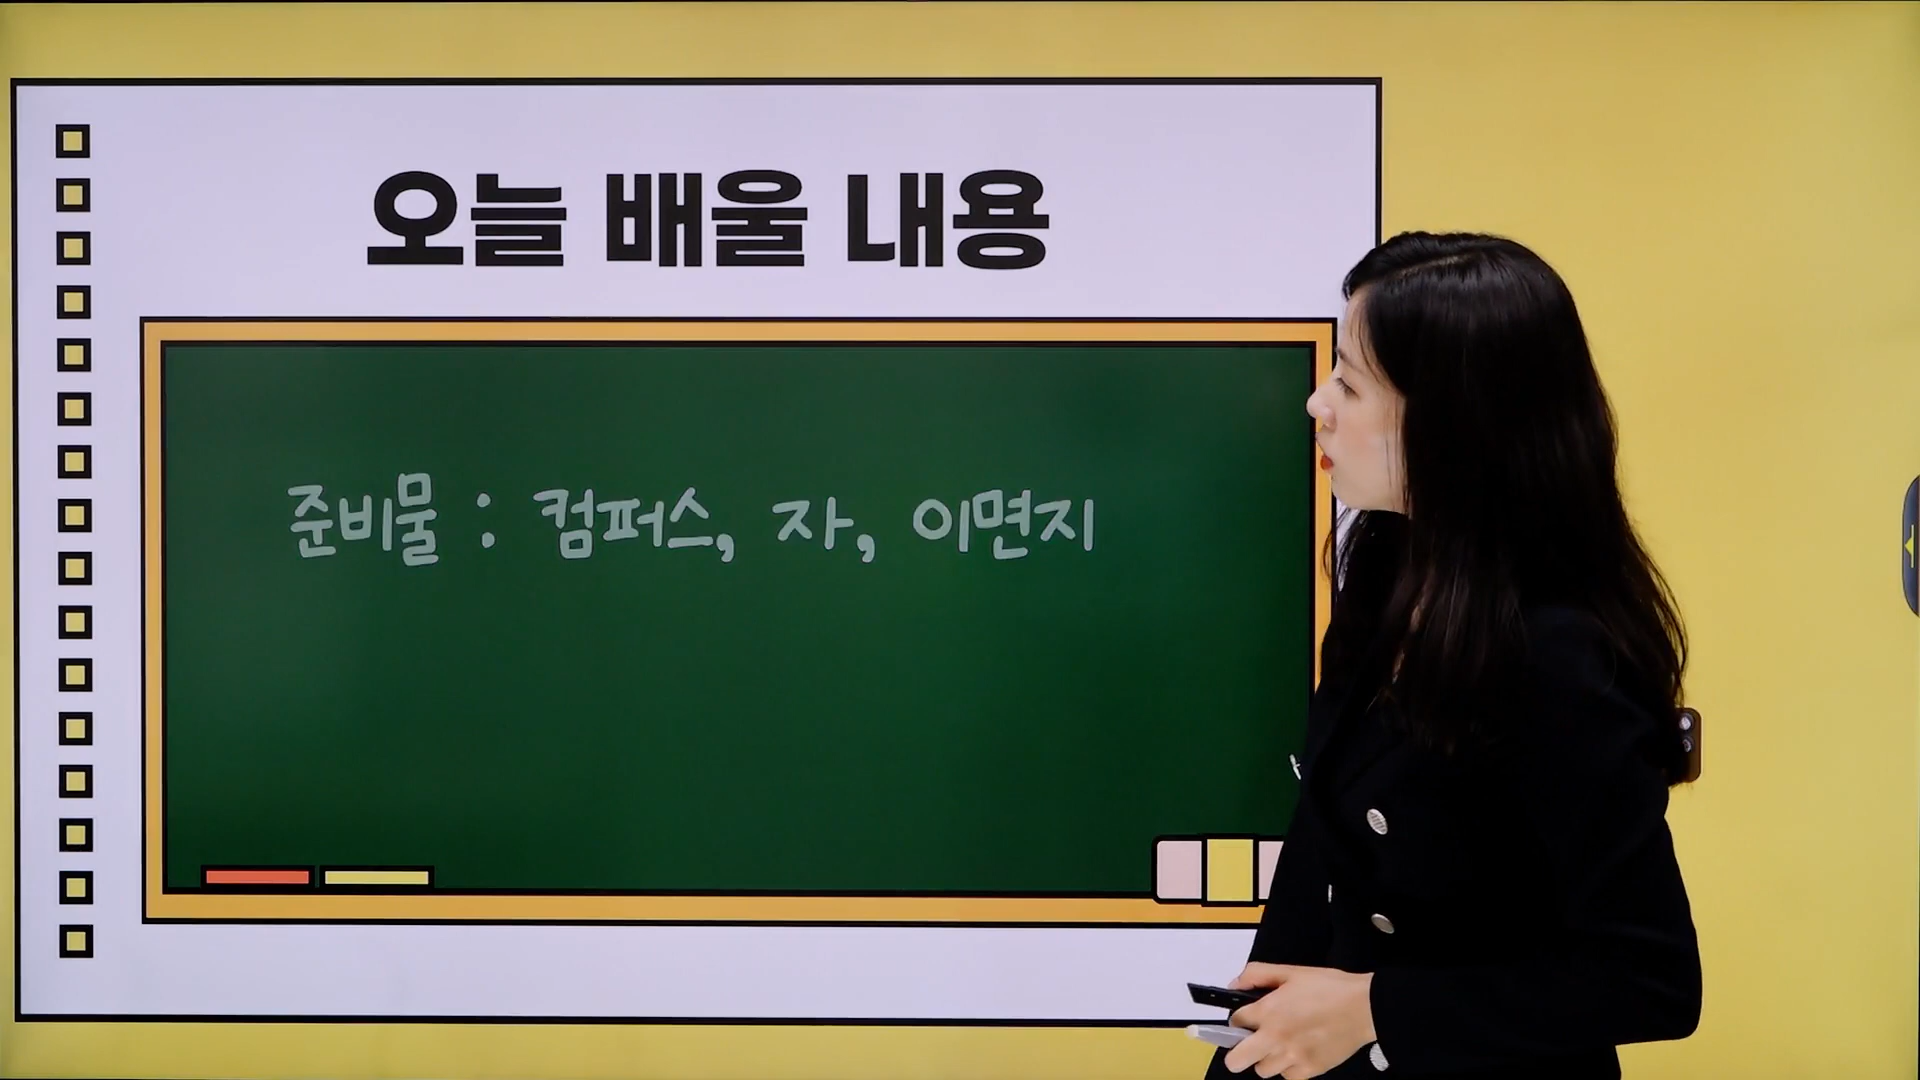 오늘 배울 내용
준비물 : 컴퍼스, 자, 이면지